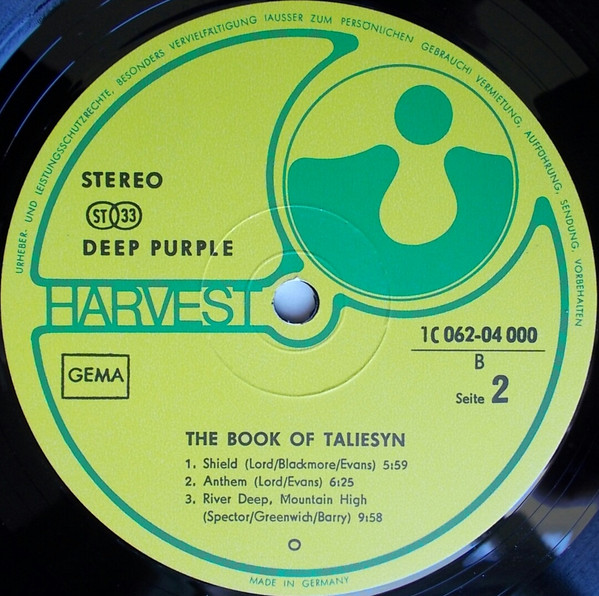 URHEBER- UND LEISTUNGSSCHUTZRECHTE, BESONDERS VERVIELFÄLTIGUNG (AUSSER ZUM PERSÖNLICHEN GEBRAUCH) VERMIETUNG, AUFFÜHRUNG, SENDUNG, VORBEHALTEN
STEREO
ST 33
DEEP PURPLE
HARVEST
1C 062-04 000
B
Seite 2
GEMA
THE BOOK OF TALIESYN
1. Shield (Lord/Blackmore/Evans) 5:59
2. Anthem (Lord/Evans) 6:25
3. River Deep, Mountain High
(Spector/Greenwich/Barry) 9:58
O
MADE IN GERMANY